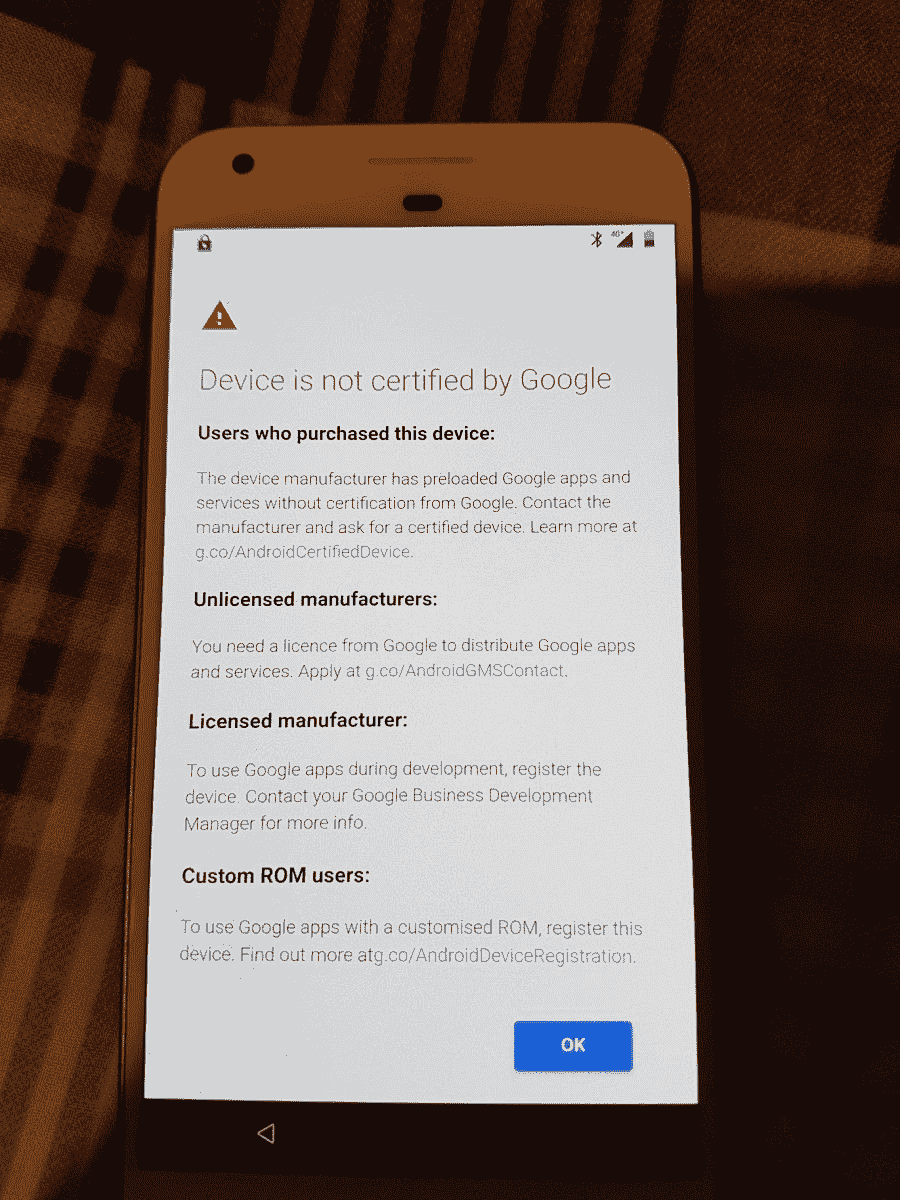 4G+
Device is not certified by Google
Users who purchased this device:
The device manufacturer has preloaded Google apps and
services without certification from Google. Contact the
manufacturer and ask for a certified device. Learn more at
g.co/AndroidCertifiedDevice.
Unlicensed manufacturers:
You need a licence from Google to distribute Google apps
and services. Apply at g.co/AndroidGMSContact.
Licensed manufacturer:
To use Google apps during development, register the
device. Contact your Google Business Development
Manager for more info.
Custom ROM users:
To use Google apps with a customised ROM, register this
device. Find out more atg.co/AndroidDeviceRegistration.
OK